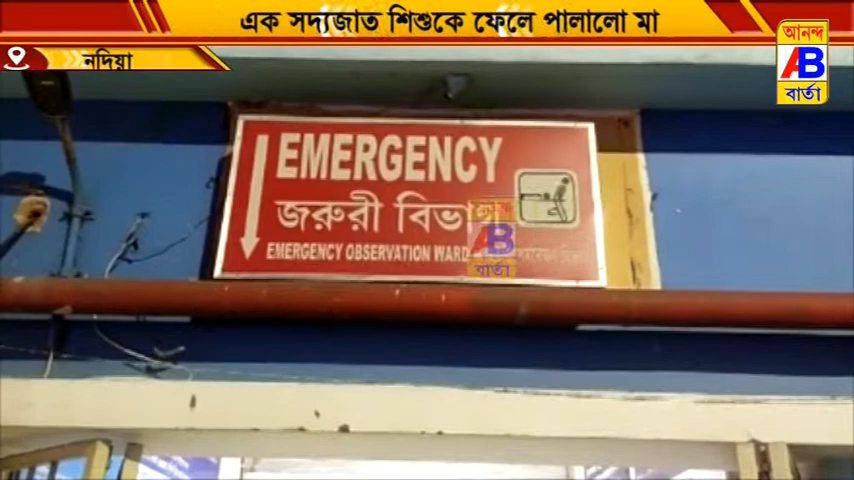 এক সদ্যজাত শিশুকে ফেলে পালালো মা
আনন্দ
AB
বার্তা
নদিয়া
EMERGENCY
জরুরী
EMERGENCY OBSERVATION WARD
AB
বার্তা